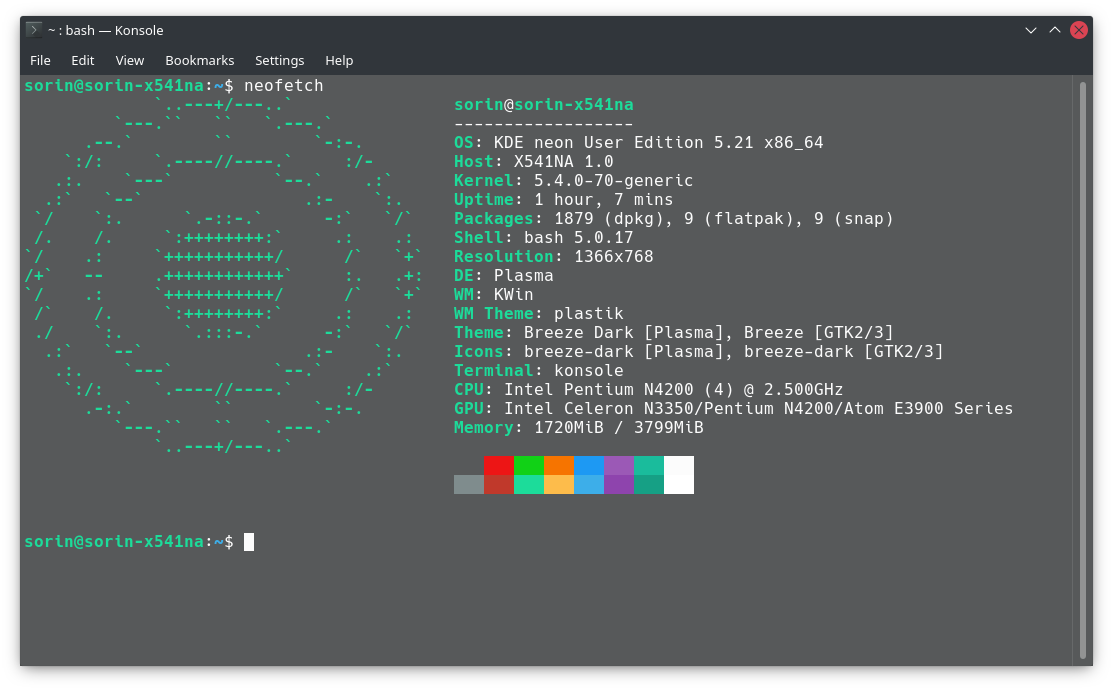 ~ : bash — Konsole
File Edit View Bookmarks Settings Help
sorin@sorin-x541na:~$ neofetch
sorin@sorin-x541na
------------------
OS: KDE neon User Edition 5.21 x86_64
Host: X541NA 1.0
Kernel: 5.4.0-70-generic
Uptime: 1 hour, 7 mins
Packages: 1879 (dpkg), 9 (flatpak), 9 (snap)
Shell: bash 5.0.17
Resolution: 1366x768
DE: Plasma
WM: KWin
WM Theme: plastik
Theme: Breeze Dark [Plasma], Breeze [GTK2/3]
Icons: breeze-dark [Plasma], breeze-dark [GTK2/3]
Terminal: konsole
CPU: Intel Pentium N4200 (4) @ 2.500GHz
GPU: Intel Celeron N3350/Pentium N4200/Atom E3900 Series
Memory: 1720MiB / 3799MiB
sorin@sorin-x541na:~$